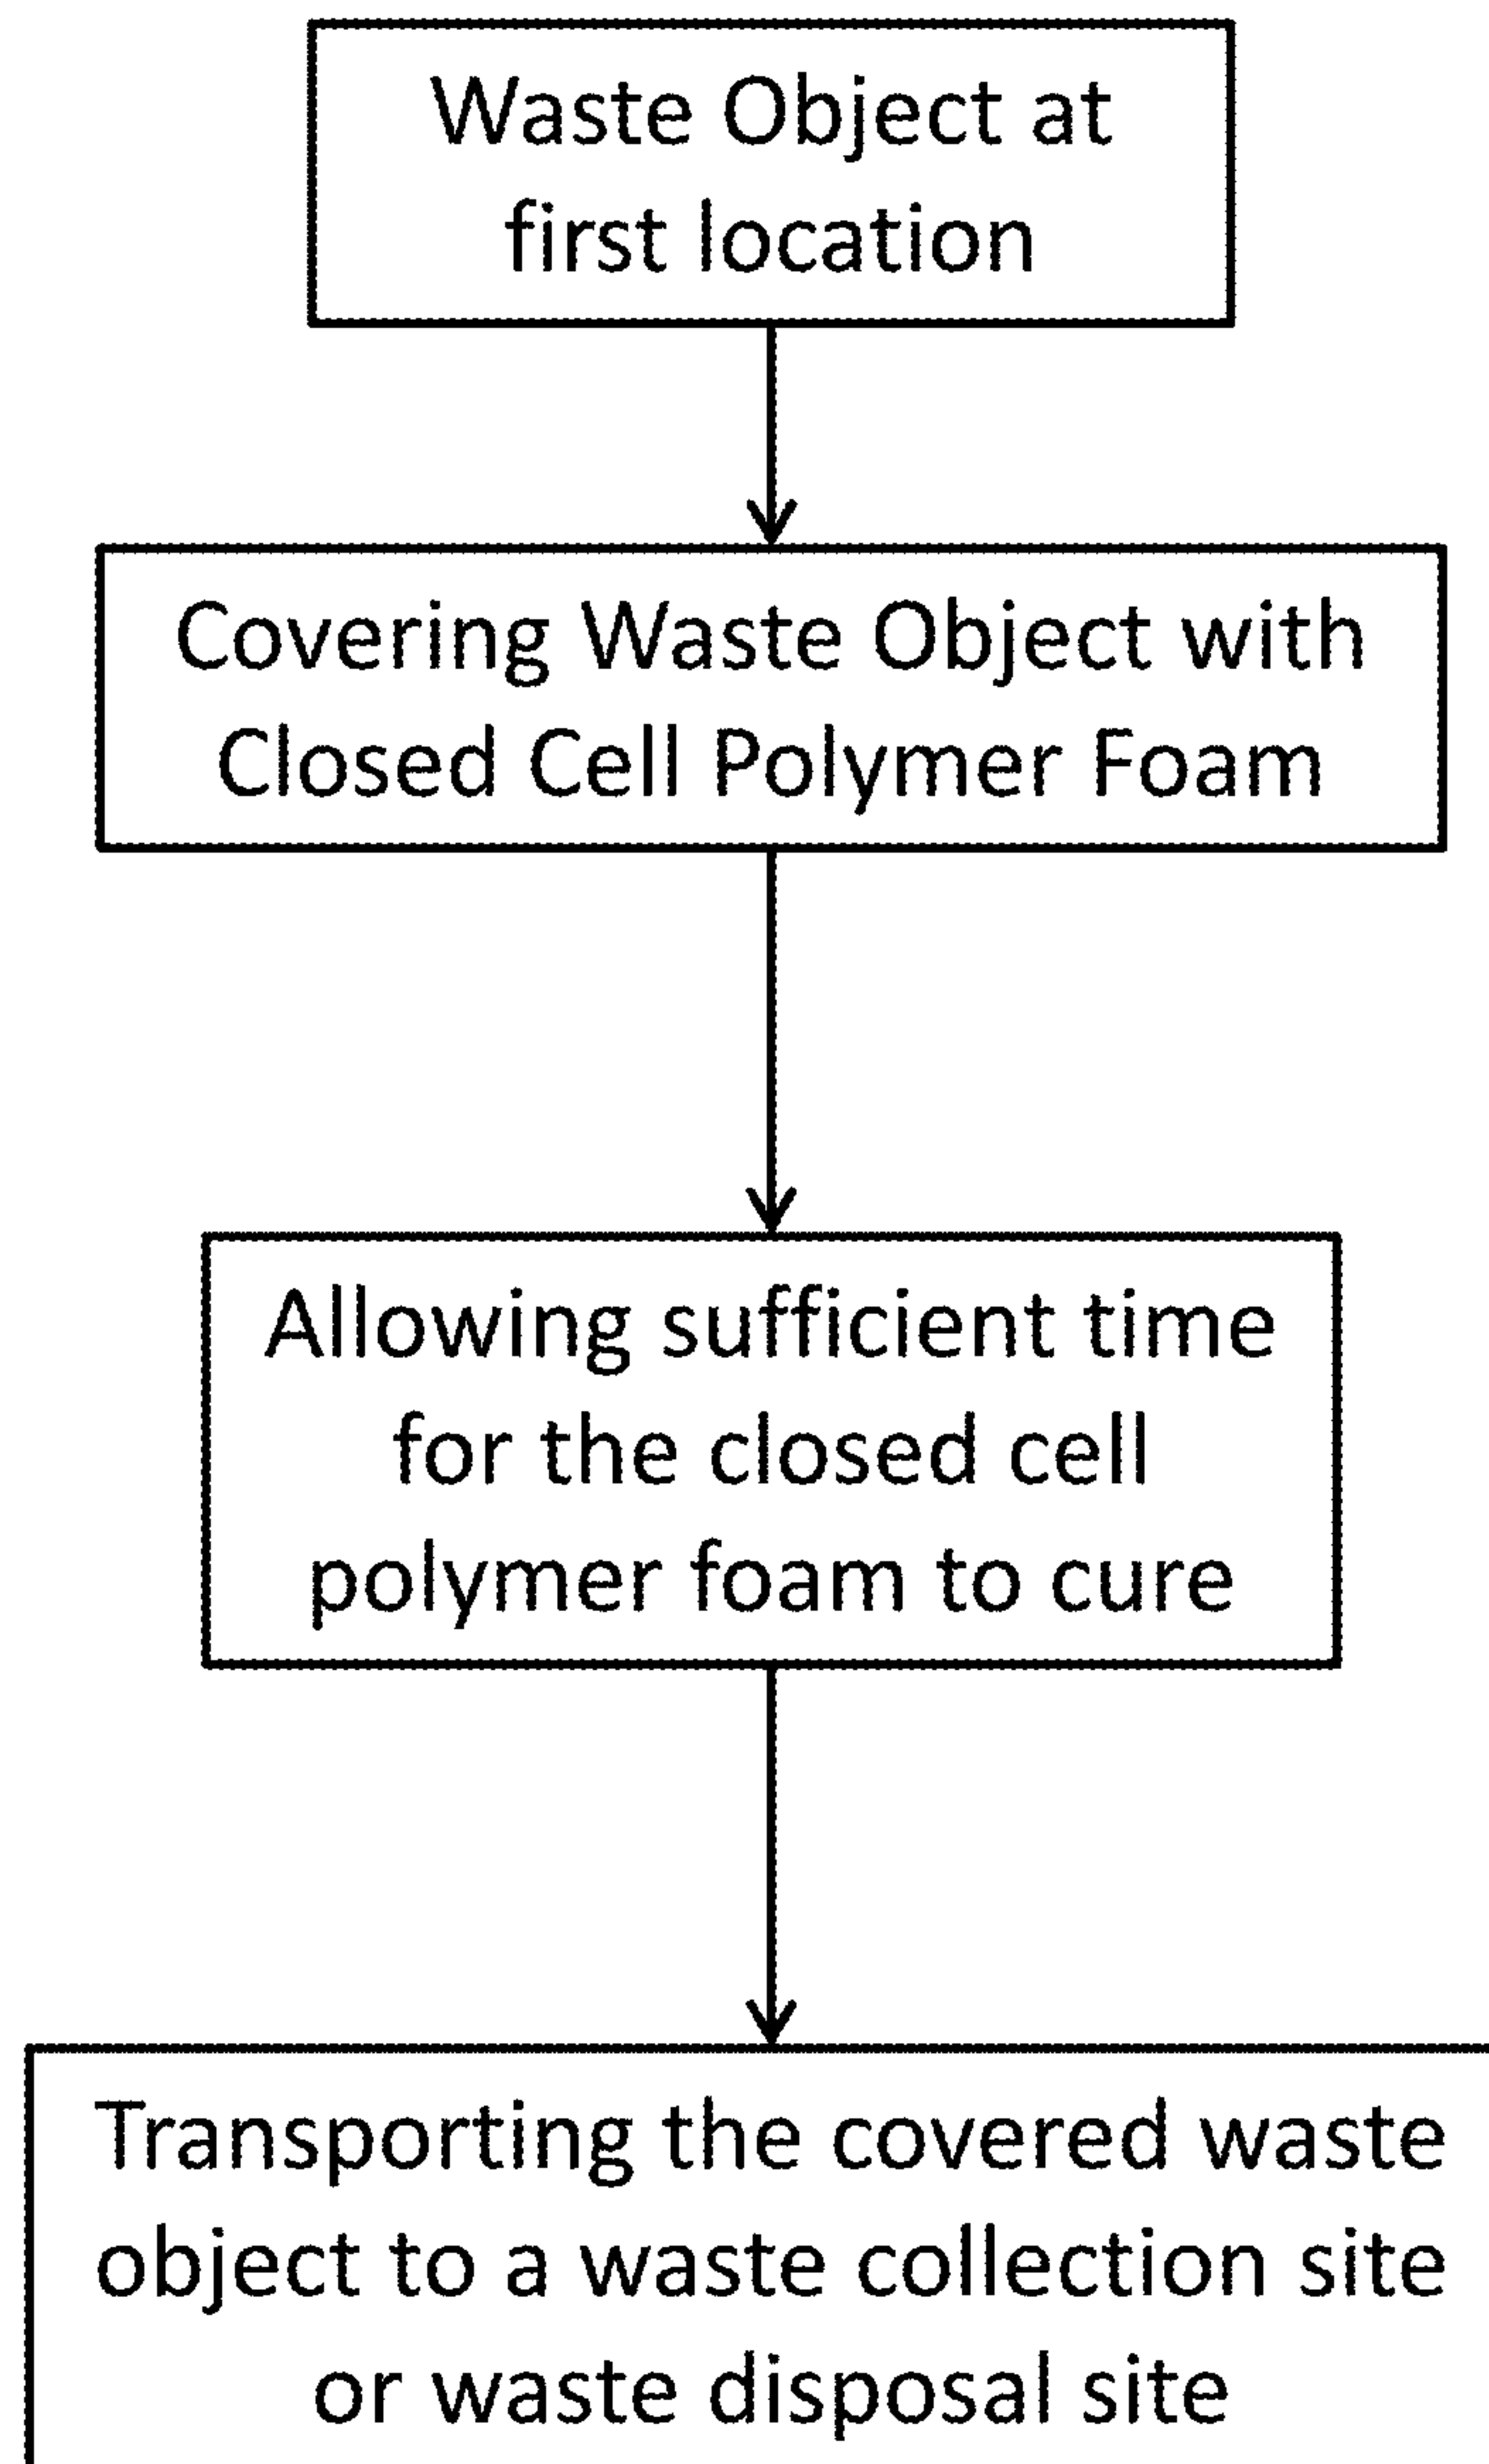 Waste Object at
first location
Covering Waste Object with
Closed Cell Polymer Foam
Allowing sufficient time
for the closed cell
polymer foam to cure
Transporting the covered waste
object to a waste collection site
or waste disposal site